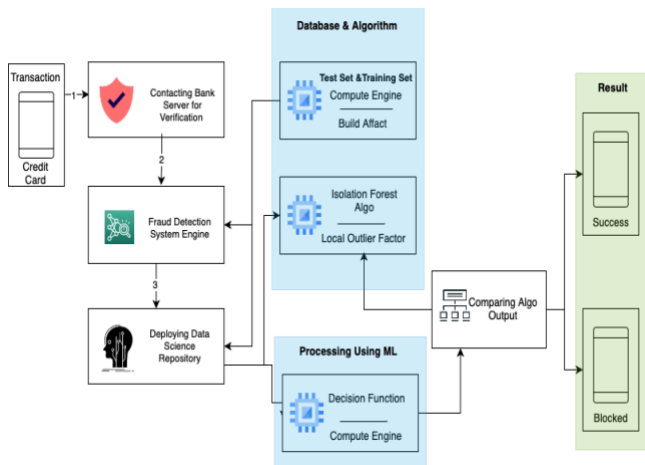 Database & Algorithm
Transaction
Credit
Card
1
Contacting Bank
Server for
Verification
2
Fraud Detection
System Engine
3
Deploying Data
Science
Repository
Test Set &Training Set
Compute Engine
Build Affact
Isolation Forest
Algo
Local Outlier Factor
Processing Using ML
Decision Function
Compute Engine
Comparing Algo
Output
Result
Success
Blocked